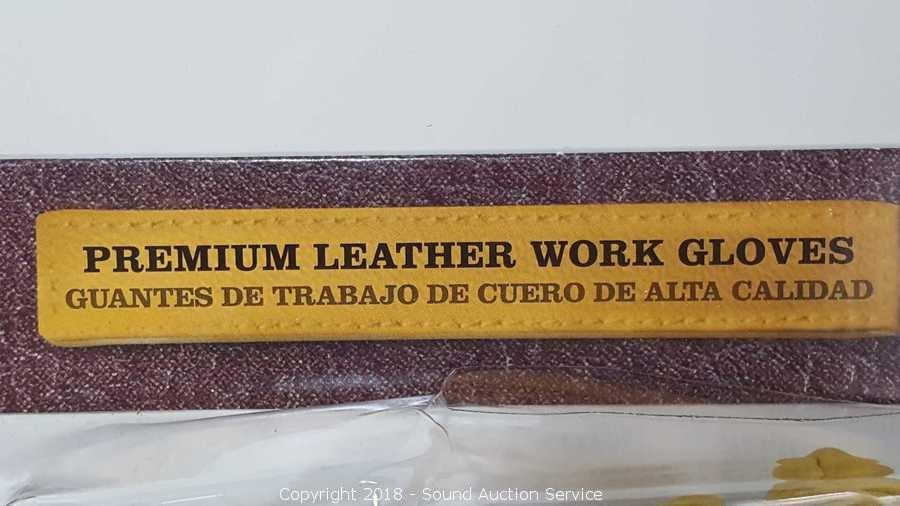 PREMIUM LEATHER WORK GLOVES
GUANTES DE TRABAJO DE CUERO DE ALTA CALIDAD
Copyright 2018 - Sound Auction Service